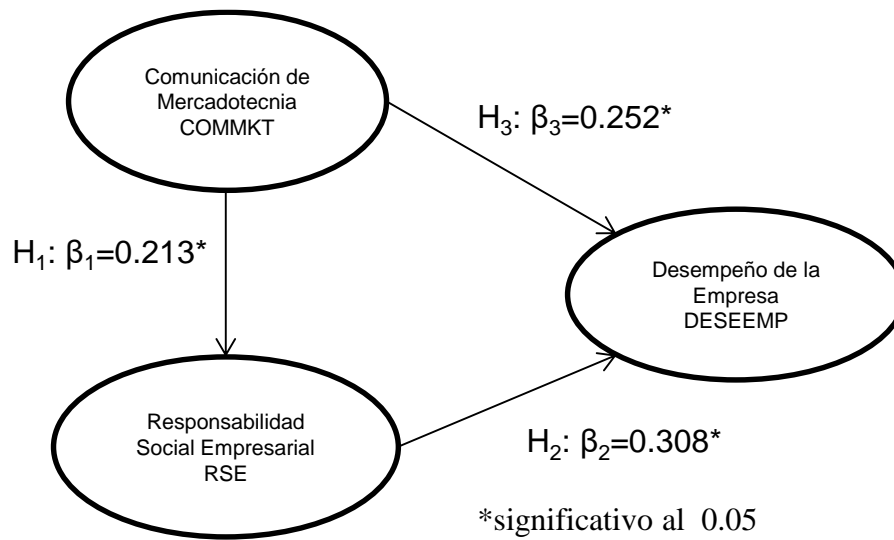 Comunicación de
Mercadotecnia
COMMKT
H₃: β₃=0.252*
H₁: β₁=0.213*
Desempeño de la
Empresa
DESEEMP
Responsabilidad
Social Empresarial
RSE
H₂: β₂=0.308*
*significativo al 0.05